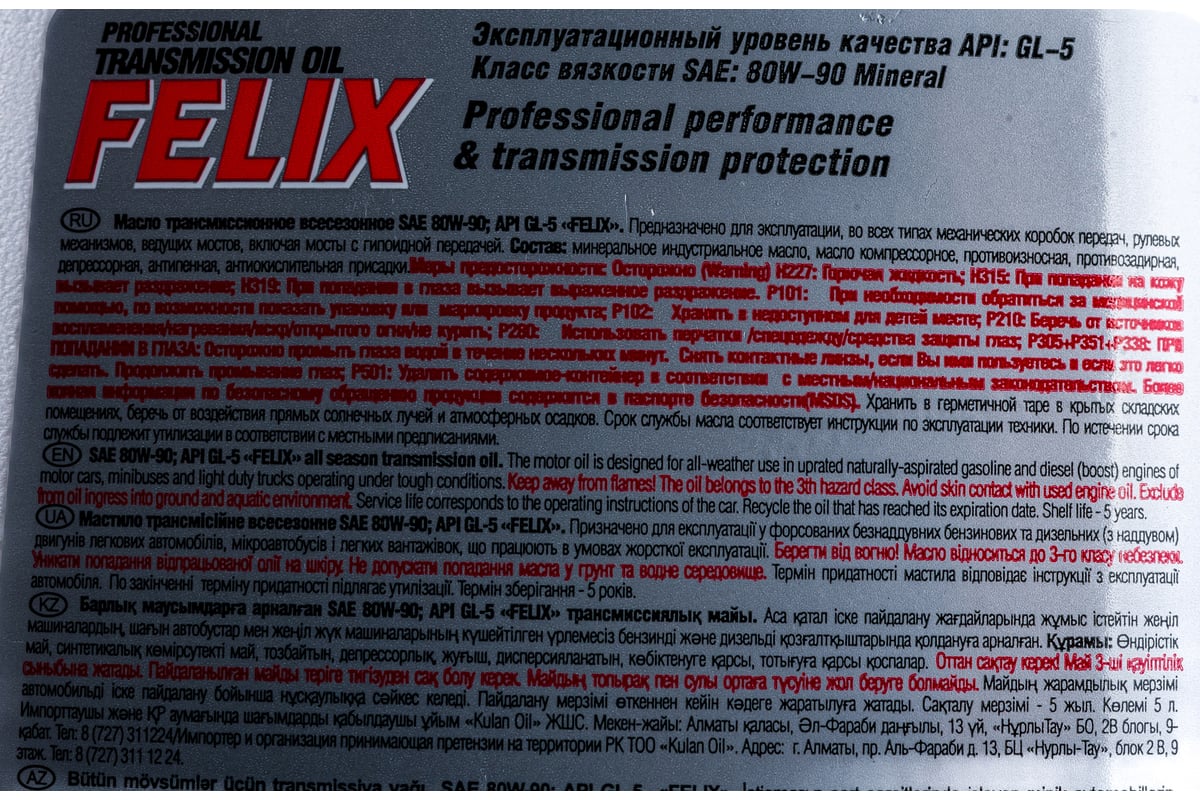 PROFESSIONAL
TRANSMISSION OIL
FELIX
Эксплуатационный уровень качества API: GL-5
Класс вязкости SAE: 80W-90 Mineral
Professional performance
& transmission protection
RU Масло трансмиссионное всесезонное SAE 80W-90; API GL-5 «FELIX». Предназначено для эксплуатации, во всех типах механических коробок передач, рулевых
механизмов, ведущих мостов, включая мосты с гипоидной передачей. Состав: минеральное индустриальное масло, масло компрессорное, противоизносная, противозадирная,
депрессорная, антипенная, антиокислительная присадки.Меры предосторожности: Осторожно (Warning) H227: Горючая жидкость; H315: При попадании на кожу
вызывает раздражение; H319: При попадании в глаза вызывает выраженное раздражение. P101: При необходимости обратиться за медицинской
помощью, по возможности показать упаковку и маркировку продукта; P102: Хранить в недоступном для детей месте; P210: Беречь от источников
воспламенения/нагревания/искр/открытого огня/не курить; P280: Использовать перчатки /спецодежду/средства защиты глаз; P305+P351+P338: ПРИ
ПОПАДАНИИ В ГЛАЗА: Осторожно промыть глаза водой в течение нескольких минут. Снять контактные линзы, если Вы ими пользуетесь и если это легко
сделать. Продолжить промывание глаз; P501: Удалить содержимое-контейнер в соответствии с местным/национальным законодательством. Более
полная информация по безопасному обращению продукции содержится в паспорте безопасности(MSDS). Хранить в герметичной таре в крытых складских
помещениях, беречь от воздействия прямых солнечных лучей и атмосферных осадков. Срок службы масла соответствует инструкции по эксплуатации техники. По истечении срока
службы подлежит утилизации в соответствии с местными предписаниями.
EN SAE 80W-90; API GL-5 «FELIX» all season transmission oil. The motor oil is designed for all-weather use in uprated naturally-aspirated gasoline and diesel (boost) engines of
motor cars, minibuses and light duty trucks operating under tough conditions. Keep away from flames! The oil belongs to the 3th hazard class. Avoid skin contact with used engine oil. Exclude
from oil ingress into ground and aquatic environment. Service life corresponds to the operating instructions of the car. Recycle the oil that has reached its expiration date. Shelf life - 5 years.
UA Мастило трансмісійне всесезонне SAE 80W-90; API GL-5 «FELIX». Призначено для експлуатації у форсованих безнаддувних бензинових та дизельних (з наддувом)
двигунів легкових автомобілів, мікроавтобусів і легких вантажівок, що працюють в умовах жорсткої експлуатації. Берегти від вогню! Масло відноситься до 3-го класу небезпеки.
Уникати попадання відпрацьованої олії на шкіру. Не допускати попадання масла у грунт та водне середовище. Термін придатності мастила відповідає інструкції з експлуатації
автомобіля. По закінченні терміну придатності підлягає утилізації. Термін зберігання - 5 років.
KZ Барлық маусымдарға арналған SAE 80W-90; API GL-5 «FELIX» трансмиссиялық майы. Аса қатал іске пайдалану жағдайларында жұмыс істейтін жеңіл
машиналардың, шағын автобустар мен жеңіл жүк машиналарының күшейтілген үрлемесіз бензинді және дизельді қозғалтқыштарында қолдануға арналған. Құрамы: Өндірістік
май, синтетикалық көмірсутекті май, тозбайтын, депрессорлық, жуғыш, дисперсияланатын, көбіктенуге қарсы, тотығуға қарсы қоспалар. Оттан сақтау керек! Май 3-ші қауіптілік
сыныбына жатады. Пайдаланылған майды теріге тигізуден сақ болу керек. Майдың топырақ пен сулы ортаға түсуіне жол беруге болмайды. Майдың жарамдылық мерзімі
автомобильді іске пайдалану бойынша нұсқаулыққа сәйкес келеді. Пайдалану мерзімі өткеннен кейін кәдеге жаратылуға жатады. Сақталу мерзімі - 5 жыл. Көлемі 5 л.
Импорттаушы және ҚР аумағында шағымдарды қабылдаушы ұйым «Kulan Oil» ЖШС. Мекен-жайы: Алматы қаласы, Әл-Фараби даңғылы, 13 үй, «НұрлыТау» БО, 2В блогы, 9-
қабат. Тел: 8 (727) 311224/Импортер и организация принимающая претензии на территории РК ТОО «Kulan Oil». Адрес: г. Алматы, пр. Аль-Фараби д. 13, БЦ «Нурлы-Тау», блок 2 В, 9
этаж. Тел: 8 (727) 311 12 24.
AZ Bütün mövsümlər üçün transmissiya yağı. SAE 80W-90; API GL-5 «FELIX».